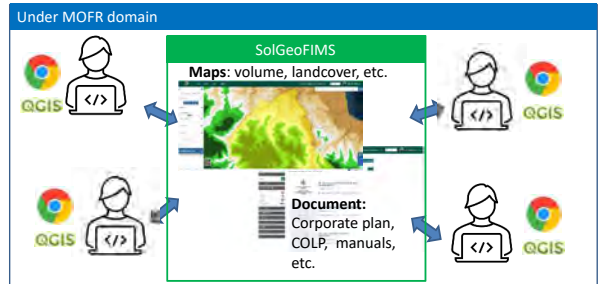 Under MOFR domain
SolGeoFIMS
Maps: volume, landcover, etc.
QGIS
</>
</>
QGIS
QGIS
</>
Document:
Corporate plan,
COLP, manuals,
etc.
</>
QGIS